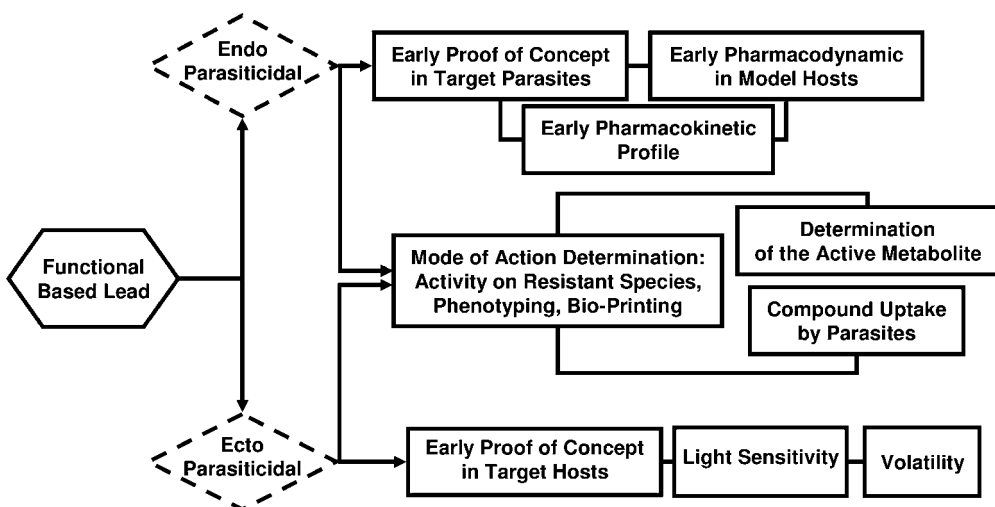 Endo
Parasiticidal
Early Proof of Concept
in Target Parasites
Early Pharmacodynamic
in Model Hosts
Early Pharmacokinetic
Profile
Functional
Based Lead
Mode of Action Determination:
Activity on Resistant Species,
Phenotyping, Bio-Printing
Determination
of the Active Metabolite
Compound Uptake
by Parasites
Ecto
Parasiticidal
Early Proof of Concept
in Target Hosts
Light Sensitivity
Volatility